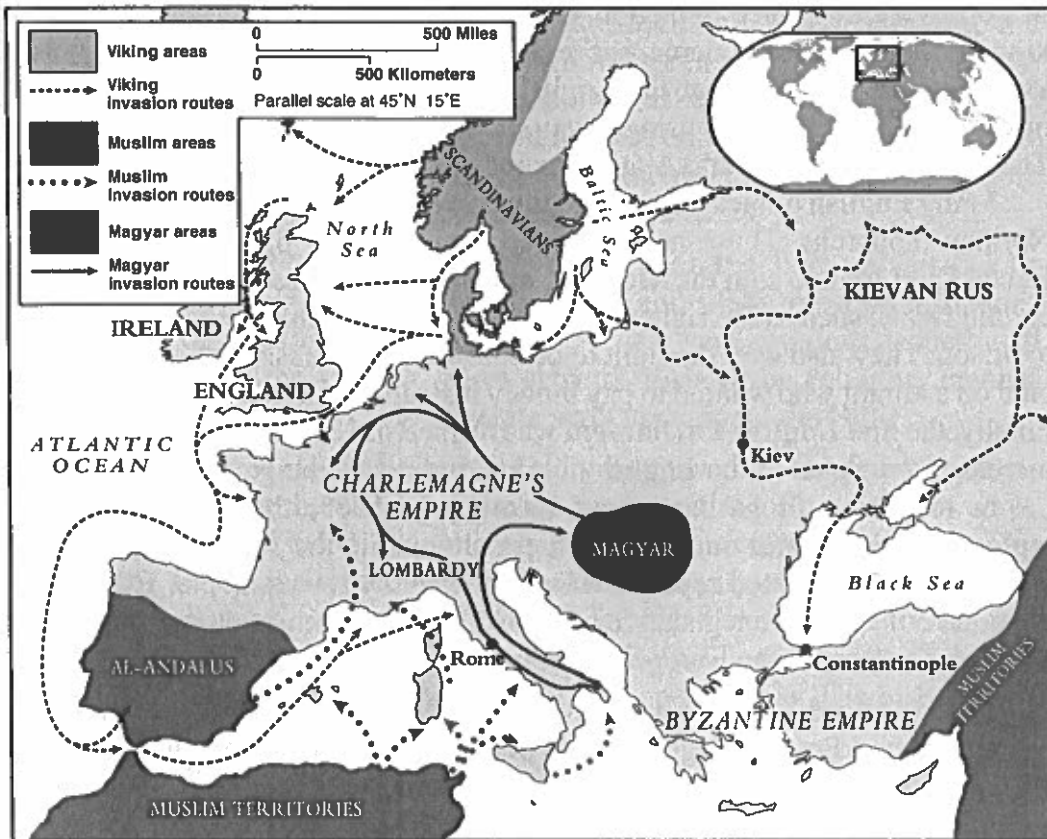 Viking areas
Viking
invasion routes
Muslim areas
Muslim
invasion routes
Magyar areas
Magyar
invasion routes
0 500 Miles
0 500 Kilometers
Parallel scale at 45°N 15°E
SCANDINAVIANS
Baltic Sea
North
Sea
KIEVAN RUS
IRELAND
ENGLAND
ATLANTIC
OCEAN
Kiev
CHARLEMAGNE'S
EMPIRE
MAGYAR
LOMBARDY
Black Sea
AL-ANDALUS
Rome
Constantinople
MUSLIM
TERRITORIES
BYZANTINE EMPIRE
MUSLIM TERRITORIES